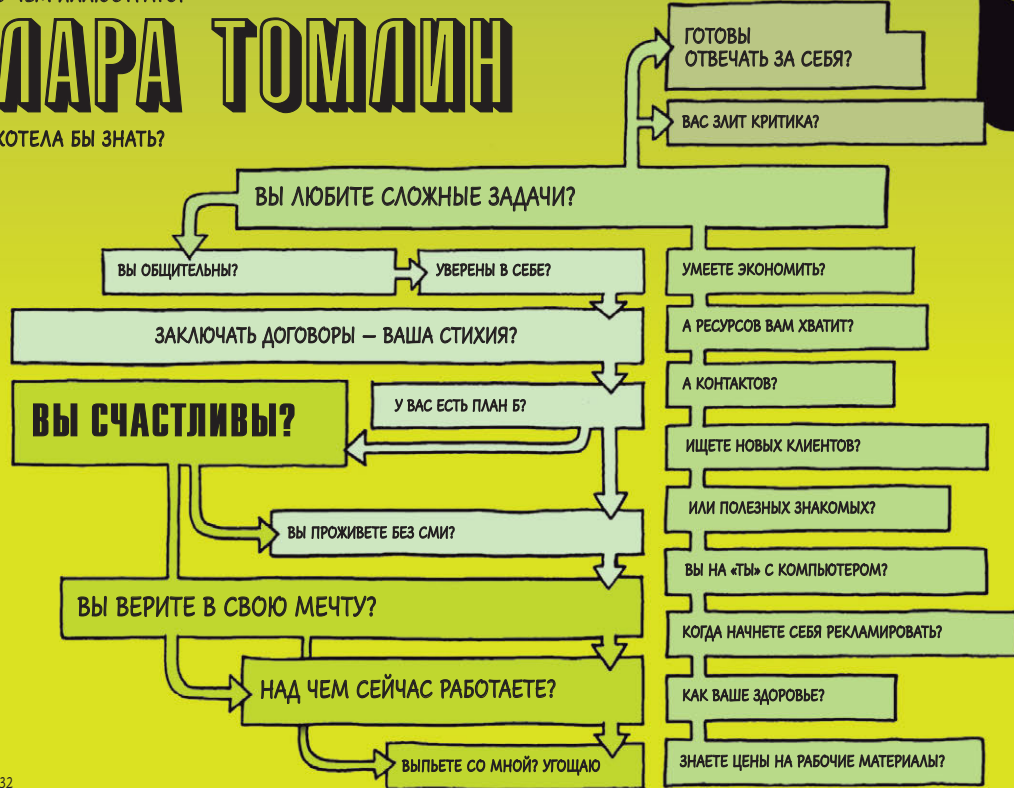 ЛАРА ТОМЛИН
ХОТЕЛА БЫ ЗНАТЬ?
ГОТОВЫ
ОТВЕЧАТЬ ЗА СЕБЯ?
ВАС ЗЛИТ КРИТИКА?
ВЫ ЛЮБИТЕ СЛОЖНЫЕ ЗАДАЧИ?
ВЫ ОБЩИТЕЛЬНЫ?
УВЕРЕНЫ В СЕБЕ?
ЗАКЛЮЧАТЬ ДОГОВОРЫ – ВАША СТИХИЯ?
У ВАС ЕСТЬ ПЛАН Б?
ВЫ СЧАСТЛИВЫ?
ВЫ ПРОЖИВЕТЕ БЕЗ СМИ?
ВЫ ВЕРИТЕ В СВОЮ МЕЧТУ?
НАД ЧЕМ СЕЙЧАС РАБОТАЕТЕ?
ВЫПЬЕТЕ СО МНОЙ? УГОЩАЮ
УМЕЕТЕ ЭКОНОМИТЬ?
А РЕСУРСОВ ВАМ ХВАТИТ?
А КОНТАКТОВ?
ИЩЕТЕ НОВЫХ КЛИЕНТОВ?
ИЛИ ПОЛЕЗНЫХ ЗНАКОМЫХ?
ВЫ НА «ТЫ» С КОМПЬЮТЕРОМ?
КОГДА НАЧНЕТЕ СЕБЯ РЕКЛАМИРОВАТЬ?
КАК ВАШЕ ЗДОРОВЬЕ?
ЗНАЕТЕ ЦЕНЫ НА РАБОЧИЕ МАТЕРИАЛЫ?
32